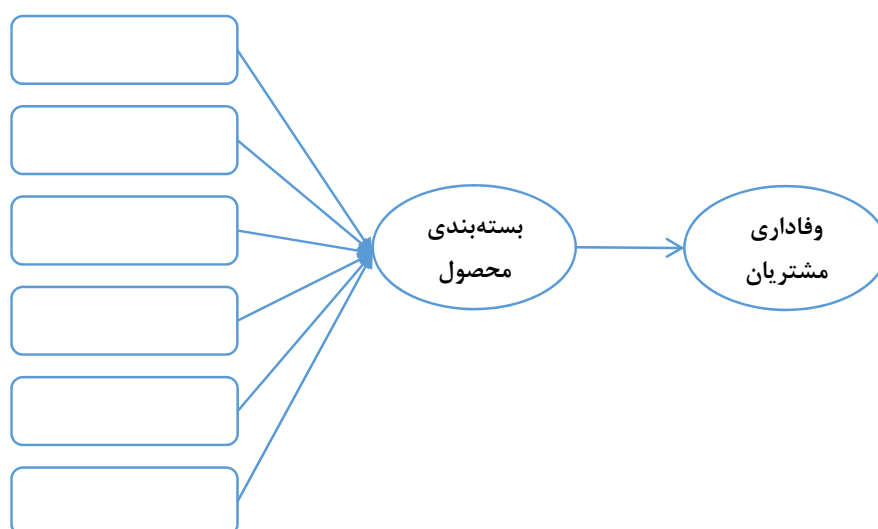 بسته‌بندی
محصول
وفاداری
مشتریان